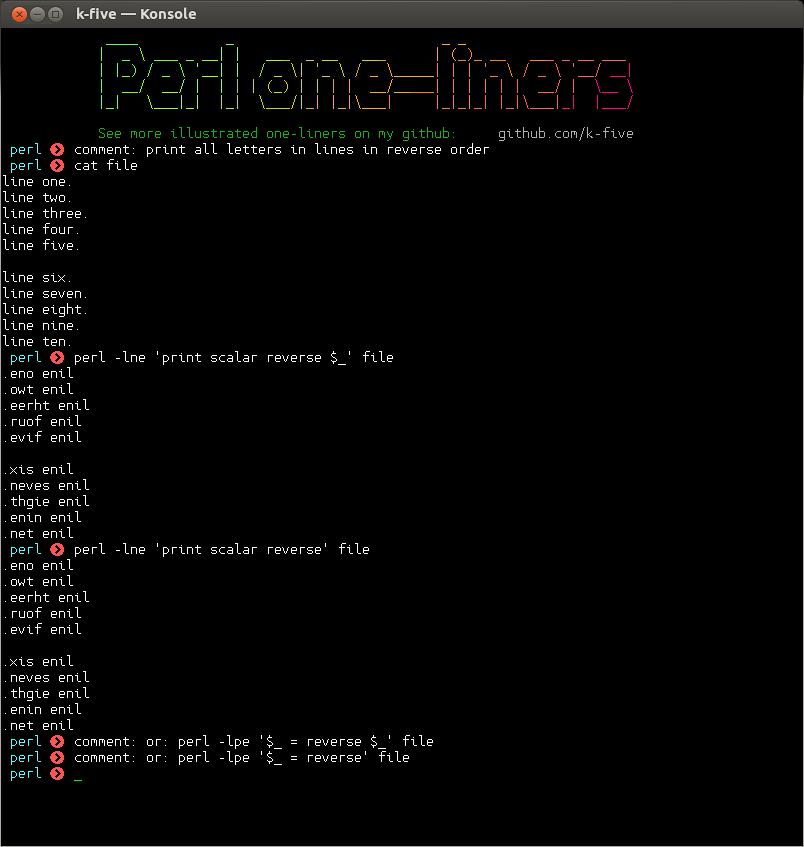 k-five — Konsole
Perl one-liners
See more illustrated one-liners on my github: github.com/k-five
perl comment: print all letters in lines in reverse order
perl cat file
line one.
line two.
line three.
line four.
line five.
line six.
line seven.
line eight.
line nine.
line ten.
perl perl -lne 'print scalar reverse $_' file
.eno enil
.owt enil
.eerht enil
.ruof enil
.evif enil
.xis enil
.neves enil
.thgie enil
.enin enil
.net enil
perl perl -lne 'print scalar reverse' file
.eno enil
.owt enil
.eerht enil
.ruof enil
.evif enil
.xis enil
.neves enil
.thgie enil
.enin enil
.net enil
perl comment: or: perl -lpe '$_ = reverse $_' file
perl comment: or: perl -lpe '$_ = reverse' file
perl _